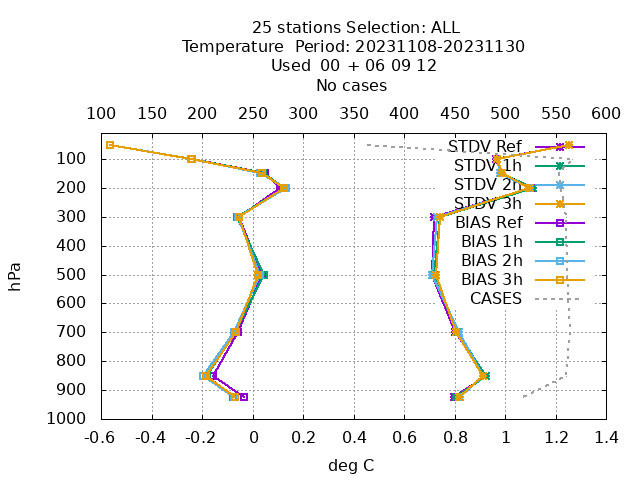 25 stations Selection: ALL
Temperature  Period: 20231108-20231130
Used  00 + 06 09 12
No cases
100 150 200 250 300 350 400 450 500 550 600
STDV Ref
STDV 1h
STDV 2h
STDV 3h
BIAS Ref
BIAS 1h
BIAS 2h
BIAS 3h
CASES
100
200
300
400
500
600
700
800
900
1000
hPa
-0.6 -0.4 -0.2 0 0.2 0.4 0.6 0.8 1 1.2 1.4
deg C